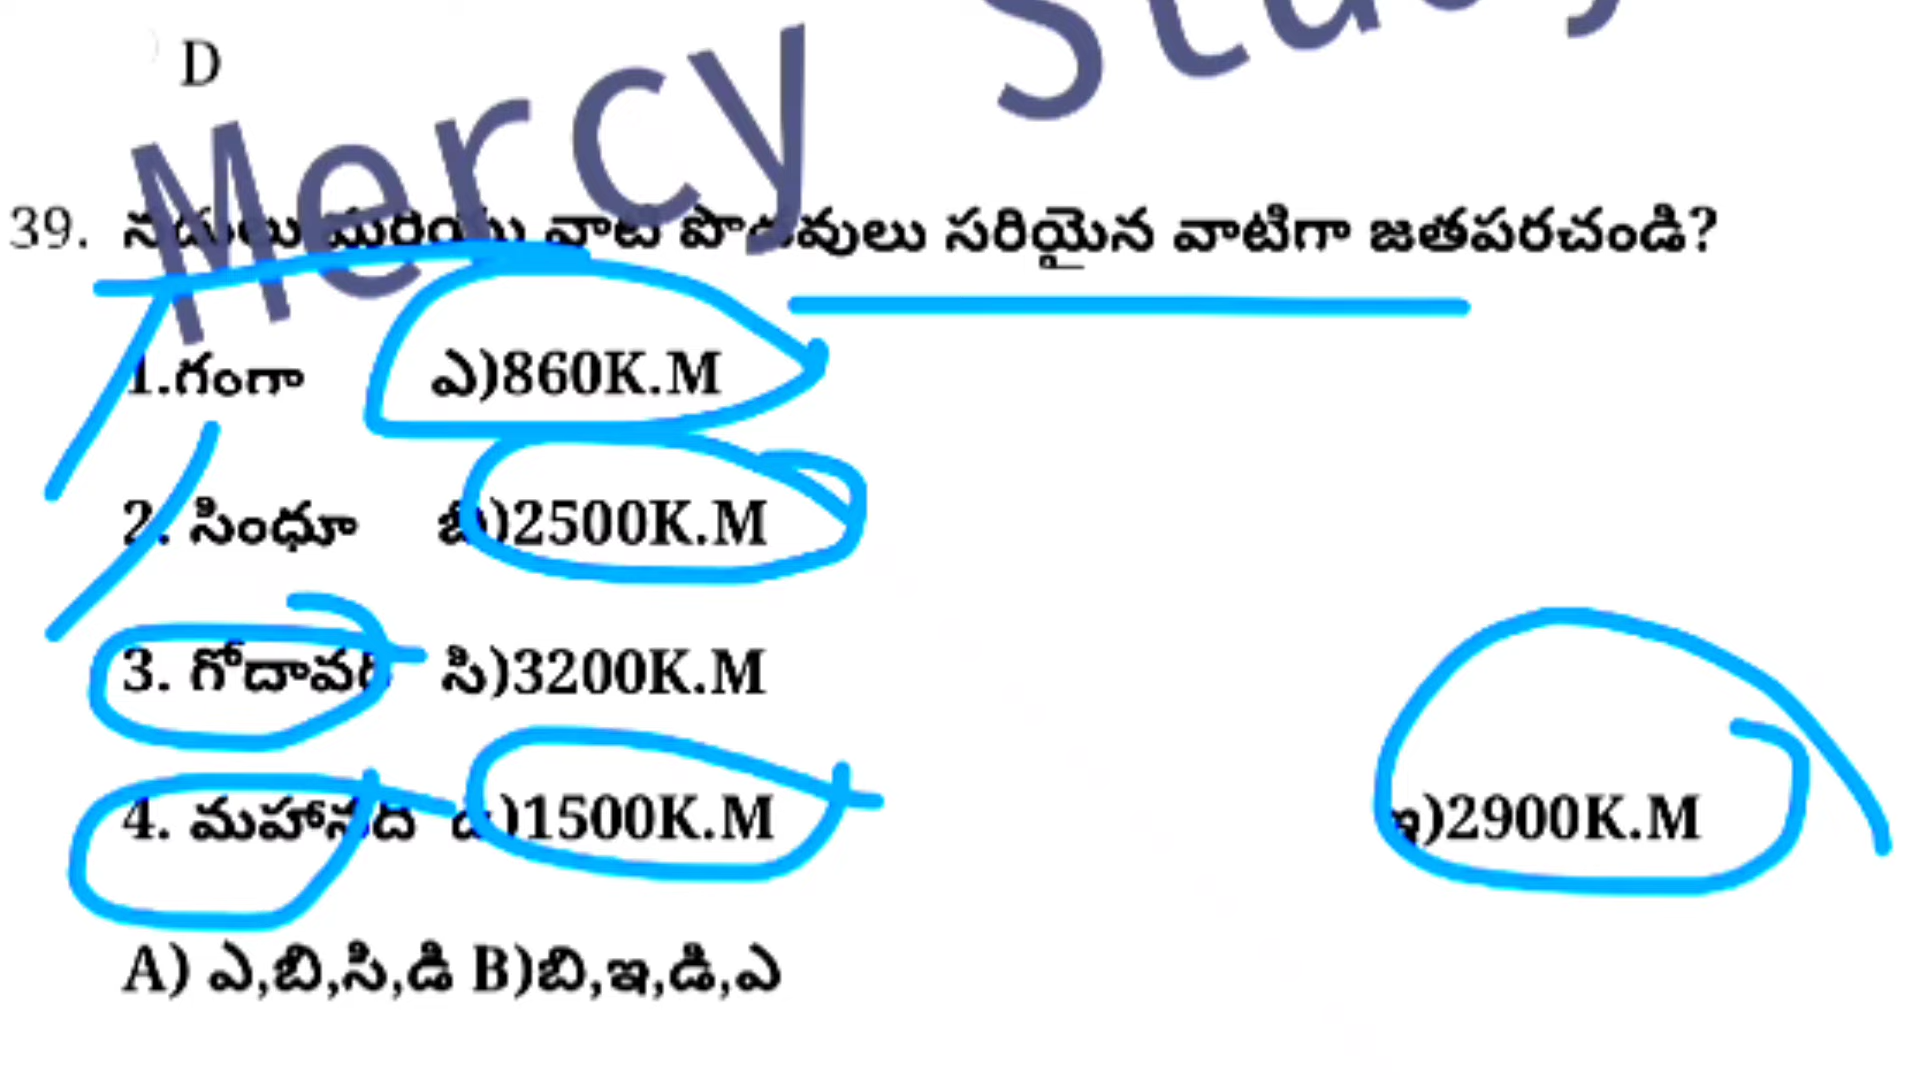 D
Mercy
39. నదులు మరియు వాటి పొడవులు సరియైన వాటిగా జతపరచండి?
1.గంగా ఎ)860K.M
2. సింధూ బి)2500K.M
3. గోదావరి సి)3200K.M
4. మహానది డి)1500K.M ఇ)2900K.M
A) ఎ,బి,సి,డి B)బి,ఇ,డి,ఎ